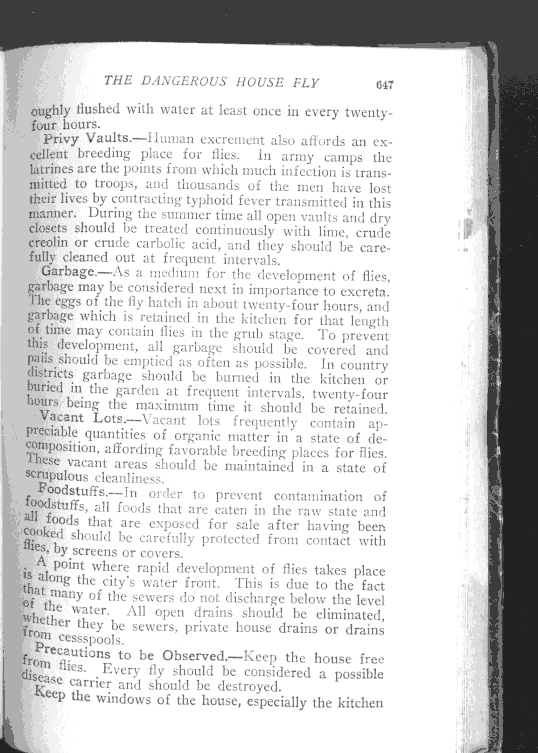 THE DANGEROUS HOUSE FLY 647
oughly flushed with water at least once in every twenty-
four hours.
Privy Vaults.—Human excrement also affords an ex-
cellent breeding place for flies. In army camps the
latrines are the points from which much infection is trans-
mitted to troops, and thousands of the men have lost
their lives by contracting typhoid fever transmitted in this
manner. During the summer time all open vaults and dry
closets should be treated continuously with lime, crude
creolin or crude carbolic acid, and they should be care-
fully cleaned out at frequent intervals.
Garbage.—As a medium for the development of flies,
garbage may be considered next in importance to excreta.
The eggs of the fly hatch in about twenty-four hours, and
garbage which is retained in the kitchen for that length
of time may contain flies in the grub stage. To prevent
this development, all garbage should be covered and
pails should be emptied as often as possible. In country
districts garbage should be burned in the kitchen or
buried in the garden at frequent intervals, twenty-four
hours being the maximum time it should be retained.
Vacant Lots.—Vacant lots frequently contain ap-
preciable quantities of organic matter in a state of de-
composition, affording favorable breeding places for flies.
These vacant areas should be maintained in a state of
scrupulous cleanliness.
Foodstuffs.—In order to prevent contamination of
foodstuffs, all foods that are eaten in the raw state and
all foods that are exposed for sale after having been
cooked should be carefully protected from contact with
flies, by screens or covers.
A point where rapid development of flies takes place
is along the city's water front. This is due to the fact
that many of the sewers do not discharge below the level
of the water. All open drains should be eliminated,
whether they be sewers, private house drains or drains
from cessspools.
Precautions to be Observed.—Keep the house free
from flies. Every fly should be considered a possible
disease carrier and should be destroyed.
Keep the windows of the house, especially the kitchen